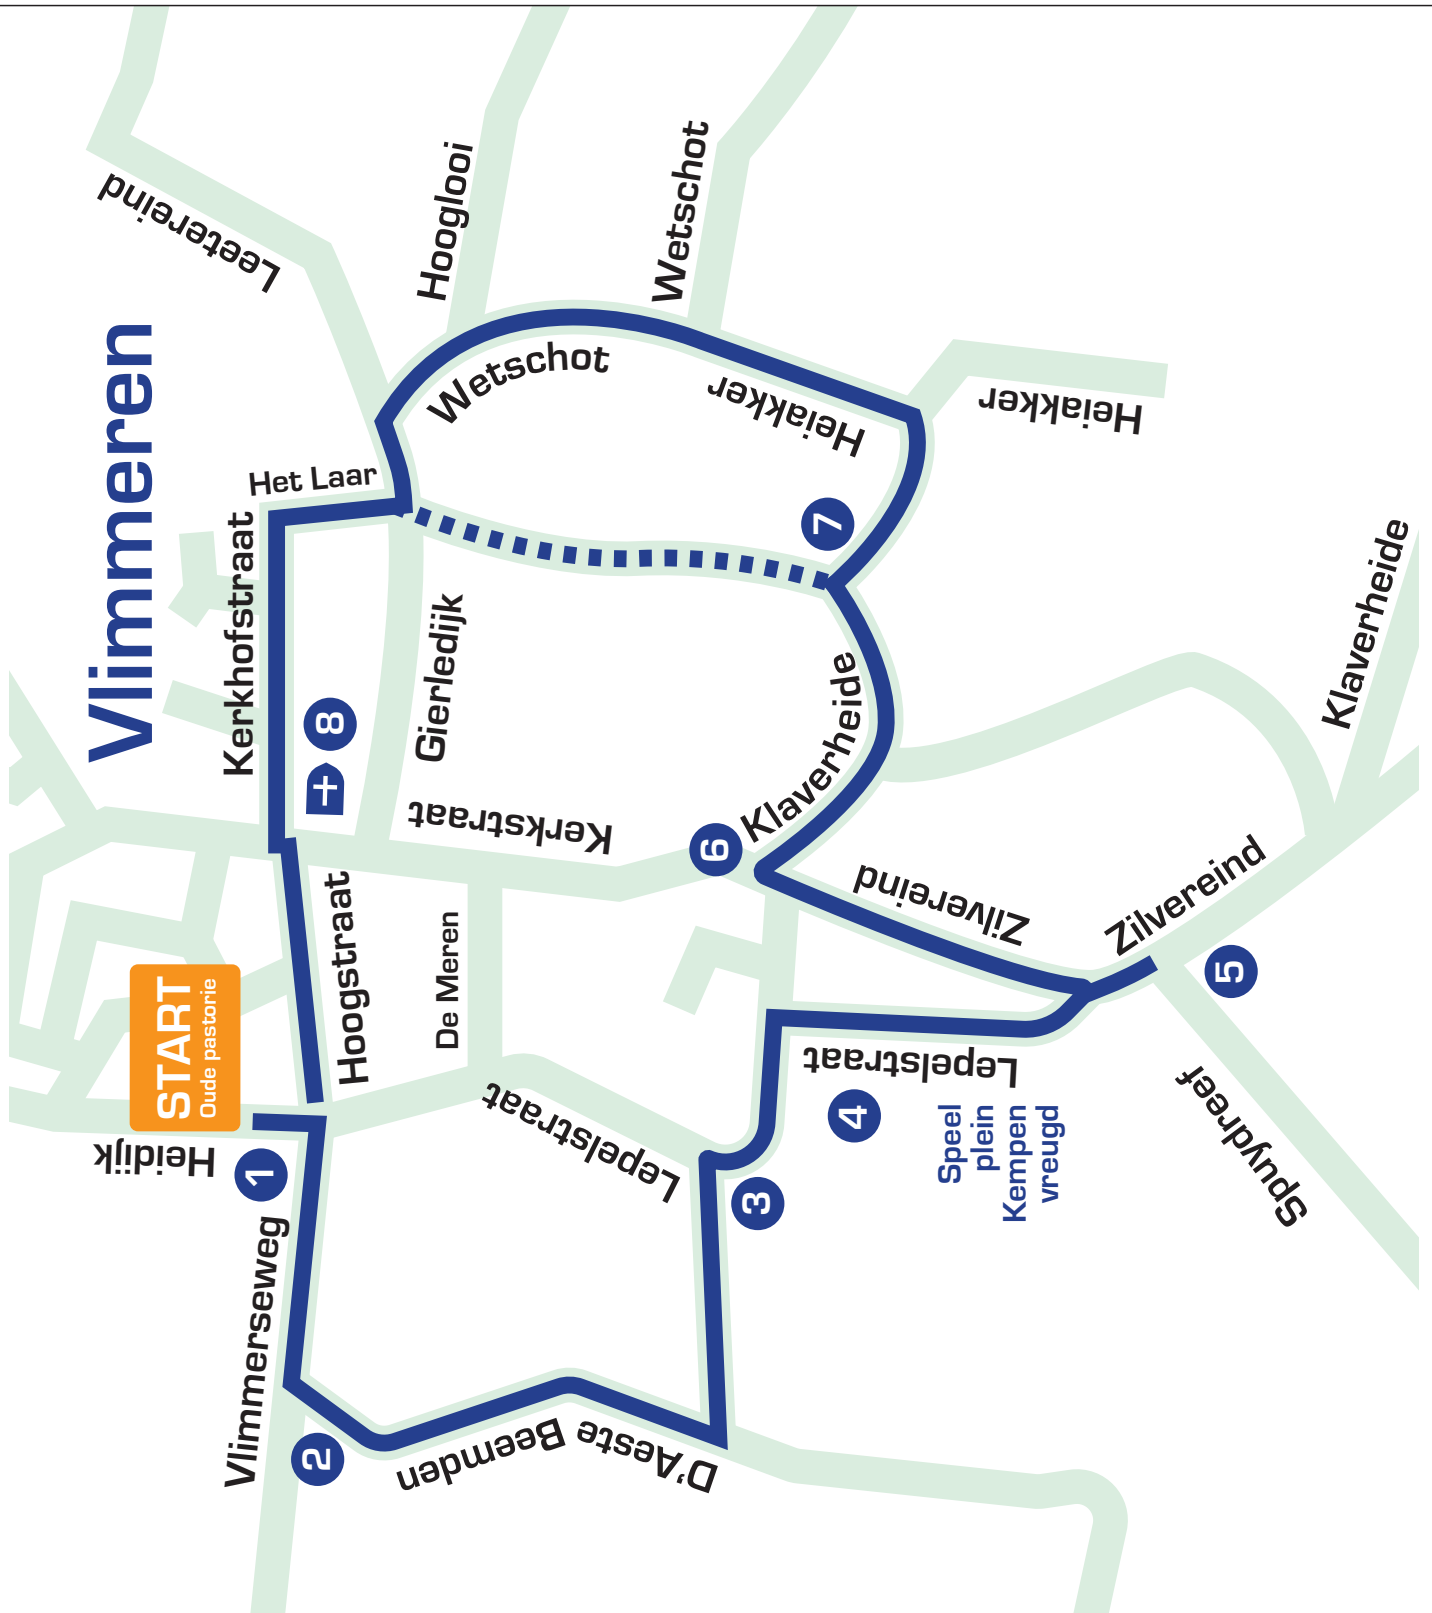 Vlimmeren
Leetereind
Hooglooi
Wetschot
Wetschot
Heiakker
Heiakker
Het Laar
Kerkhofstraat
Gierledijk
7
8
Kerkstraat
Klaverheide
Klaverheide
6
Zilvereind
Zilvereind
5
START
Oude pastorie
Hoogstraat
De Meren
Heidijk
1
Lepelstraat
Lepelstraat
4
Speel
plein
Kempen
vreugd
Spuydreef
3
Vlimmerseweg
2
D'Aeste Beemden